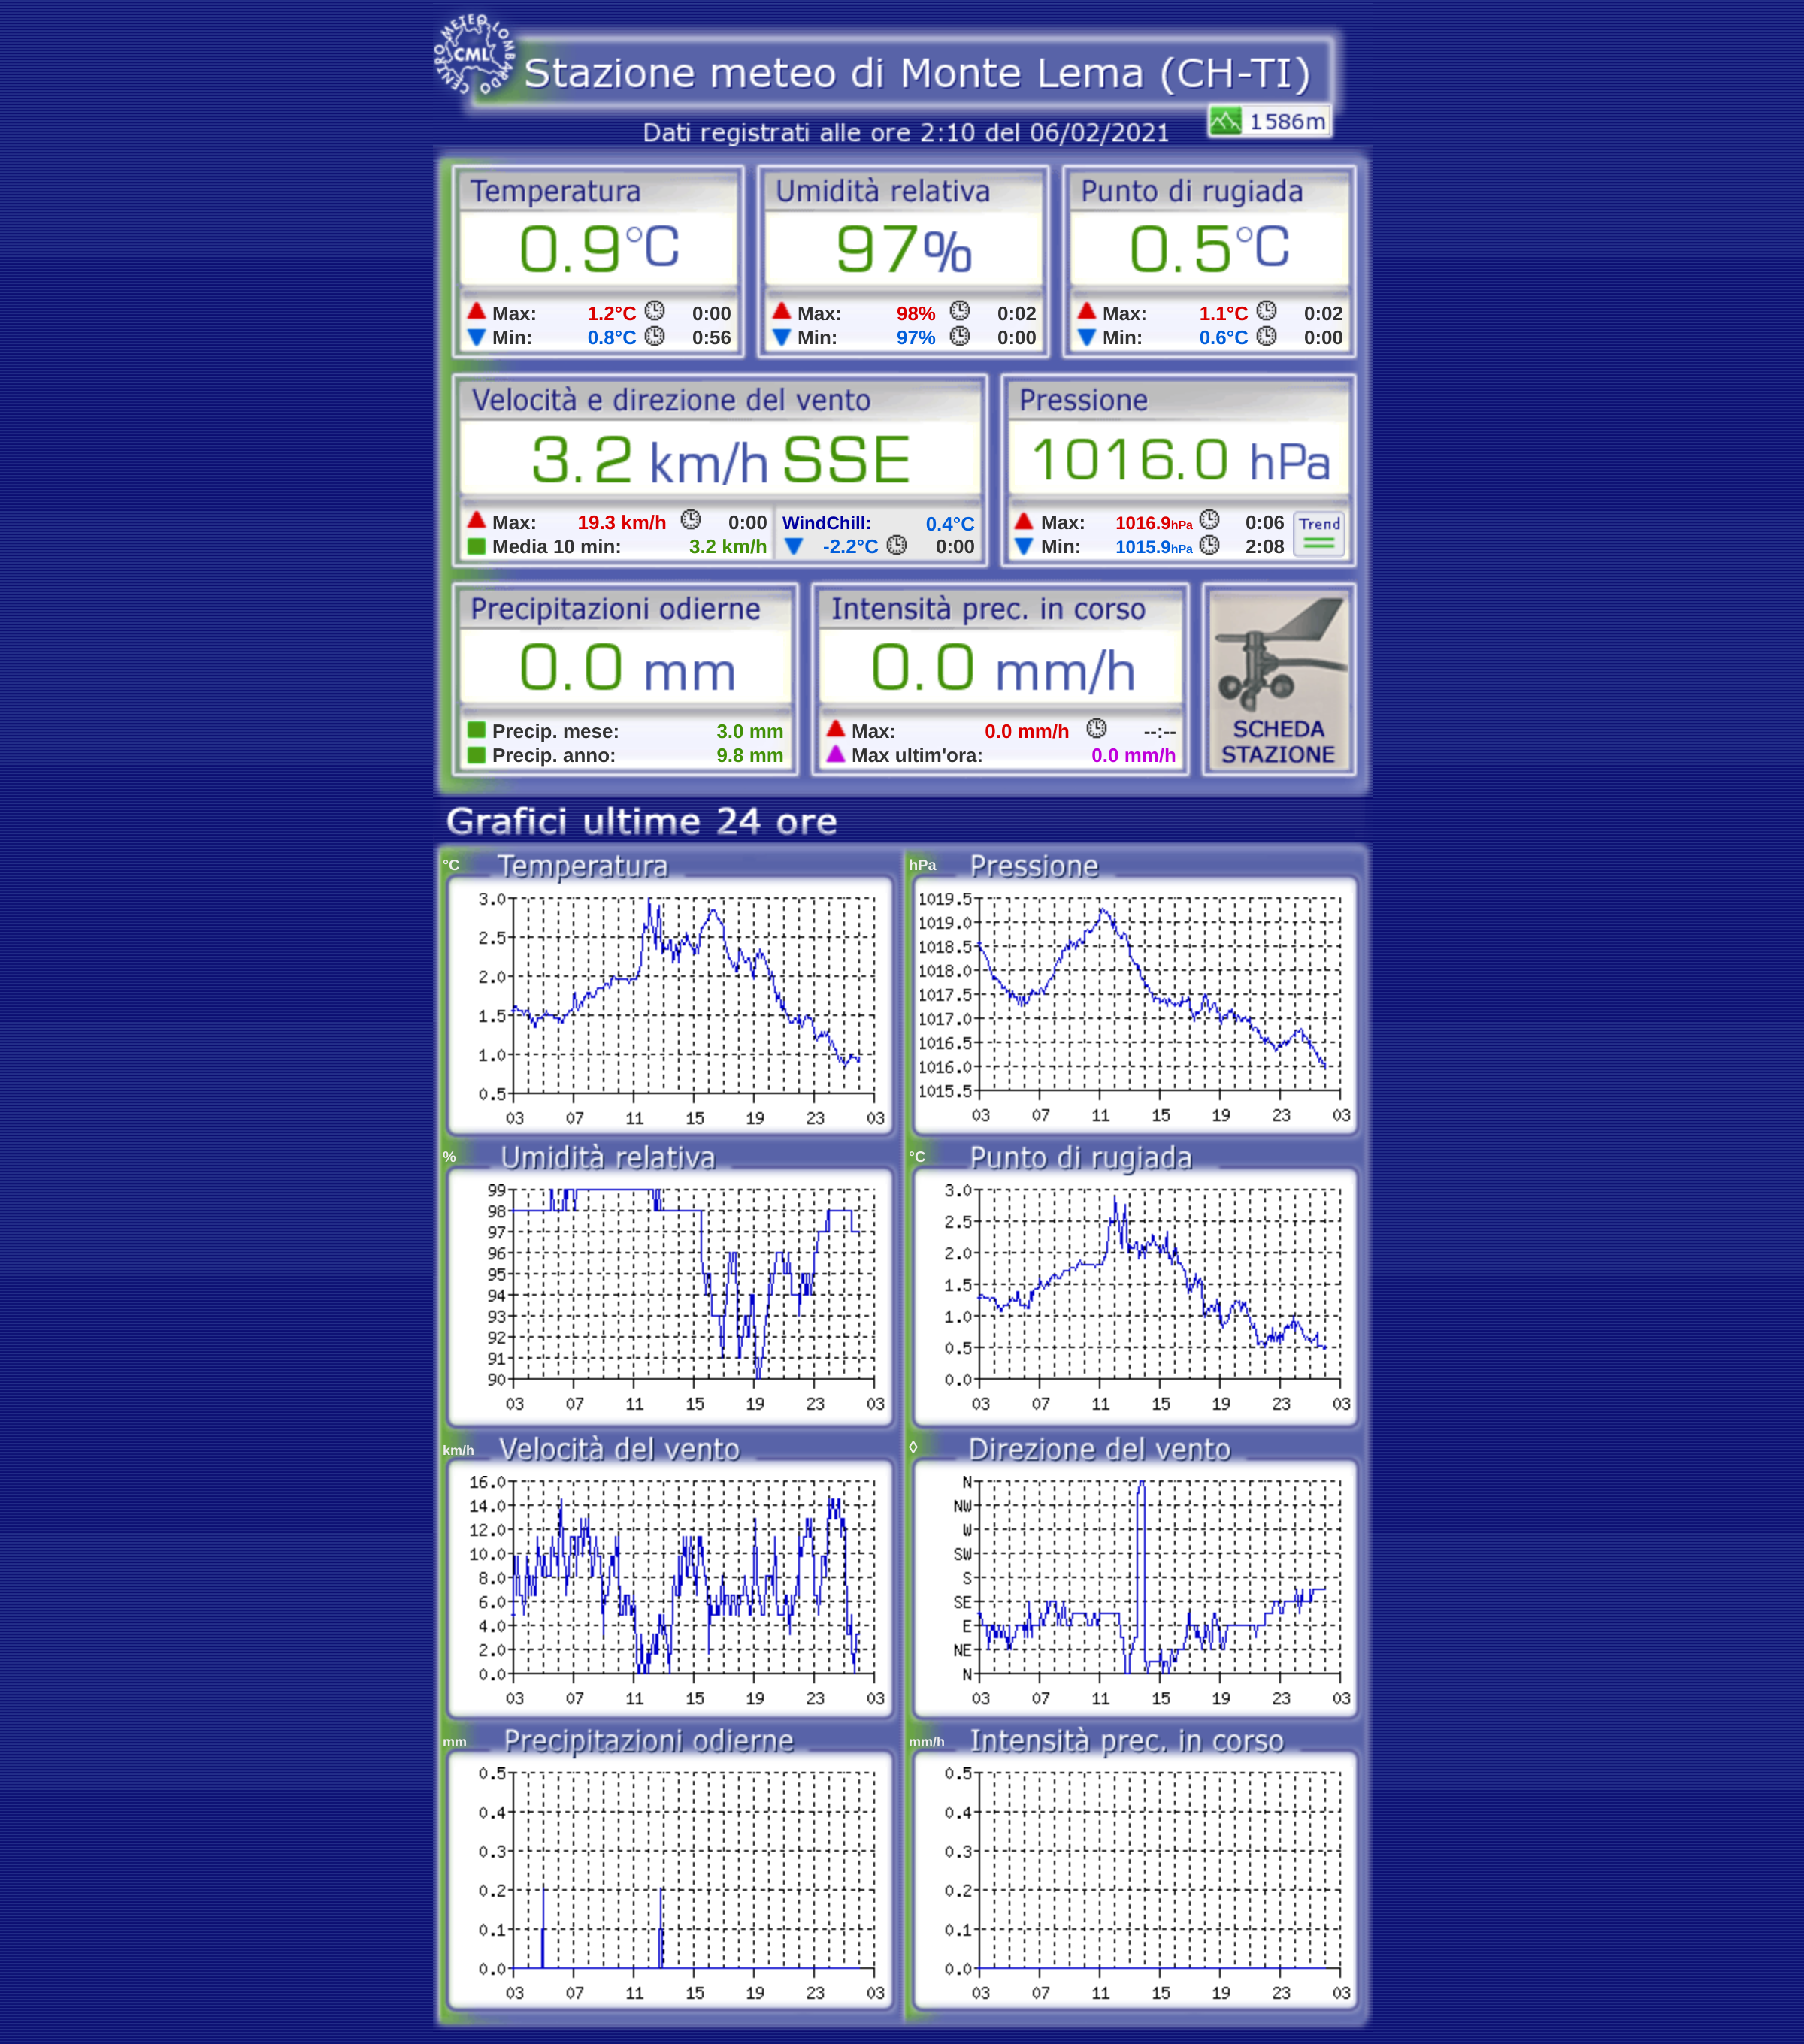 CENTRO METEO LOMBARDO
CML
Stazione meteo di Monte Lema (CH-TI)
1586m
Dati registrati alle ore 2:10 del 06/02/2021
Temperatura
0.9°C
Max: 1.2°C 0:00
Min: 0.8°C 0:56
Umidità relativa
97%
Max: 98% 0:02
Min: 97% 0:00
Punto di rugiada
0.5°C
Max: 1.1°C 0:02
Min: 0.6°C 0:00
Velocità e direzione del vento
3.2 km/h SSE
Max: 19.3 km/h 0:00
Media 10 min: 3.2 km/h
WindChill: 0.4°C
-2.2°C 0:00
Pressione
1016.0 hPa
Max: 1016.9hPa 0:06
Min: 1015.9hPa 2:08
Trend
Precipitazioni odierne
0.0 mm
Precip. mese: 3.0 mm
Precip. anno: 9.8 mm
Intensità prec. in corso
0.0 mm/h
Max: 0.0 mm/h --:--
Max ultim'ora: 0.0 mm/h
SCHEDA
STAZIONE
Grafici ultime 24 ore
°C Temperatura
3.0
2.5
2.0
1.5
1.0
0.5
03 07 11 15 19 23 03
hPa Pressione
1019.5
1019.0
1018.5
1018.0
1017.5
1017.0
1016.5
1016.0
1015.5
03 07 11 15 19 23 03
% Umidità relativa
99
98
97
96
95
94
93
92
91
90
03 07 11 15 19 23 03
°C Punto di rugiada
3.0
2.5
2.0
1.5
1.0
0.5
0.0
03 07 11 15 19 23 03
km/h Velocità del vento
16.0
14.0
12.0
10.0
8.0
6.0
4.0
2.0
0.0
03 07 11 15 19 23 03
◊ Direzione del vento
N
NW
W
SW
S
SE
E
NE
N
03 07 11 15 19 23 03
mm Precipitazioni odierne
0.5
0.4
0.3
0.2
0.1
0.0
03 07 11 15 19 23 03
mm/h Intensità prec. in corso
0.5
0.4
0.3
0.2
0.1
0.0
03 07 11 15 19 23 03